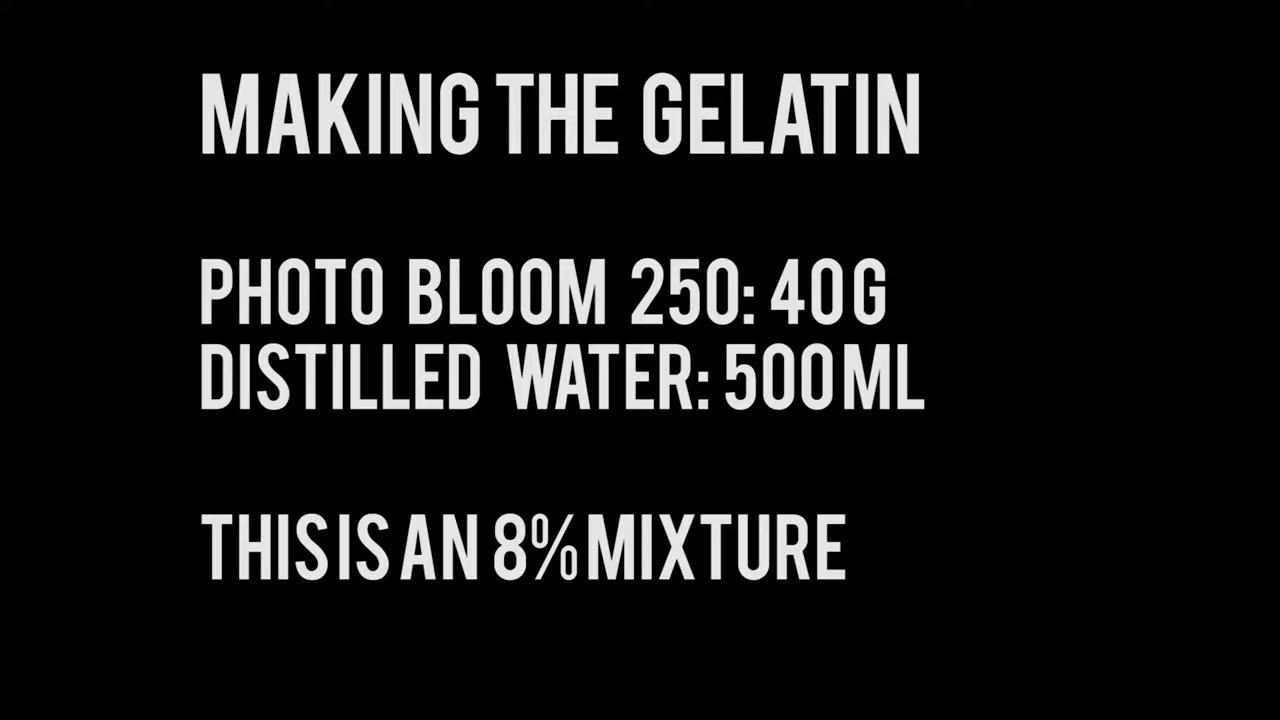 MAKING THE GELATIN
PHOTO BLOOM 250: 40G
DISTILLED WATER: 500ML
THIS IS AN 8% MIXTURE